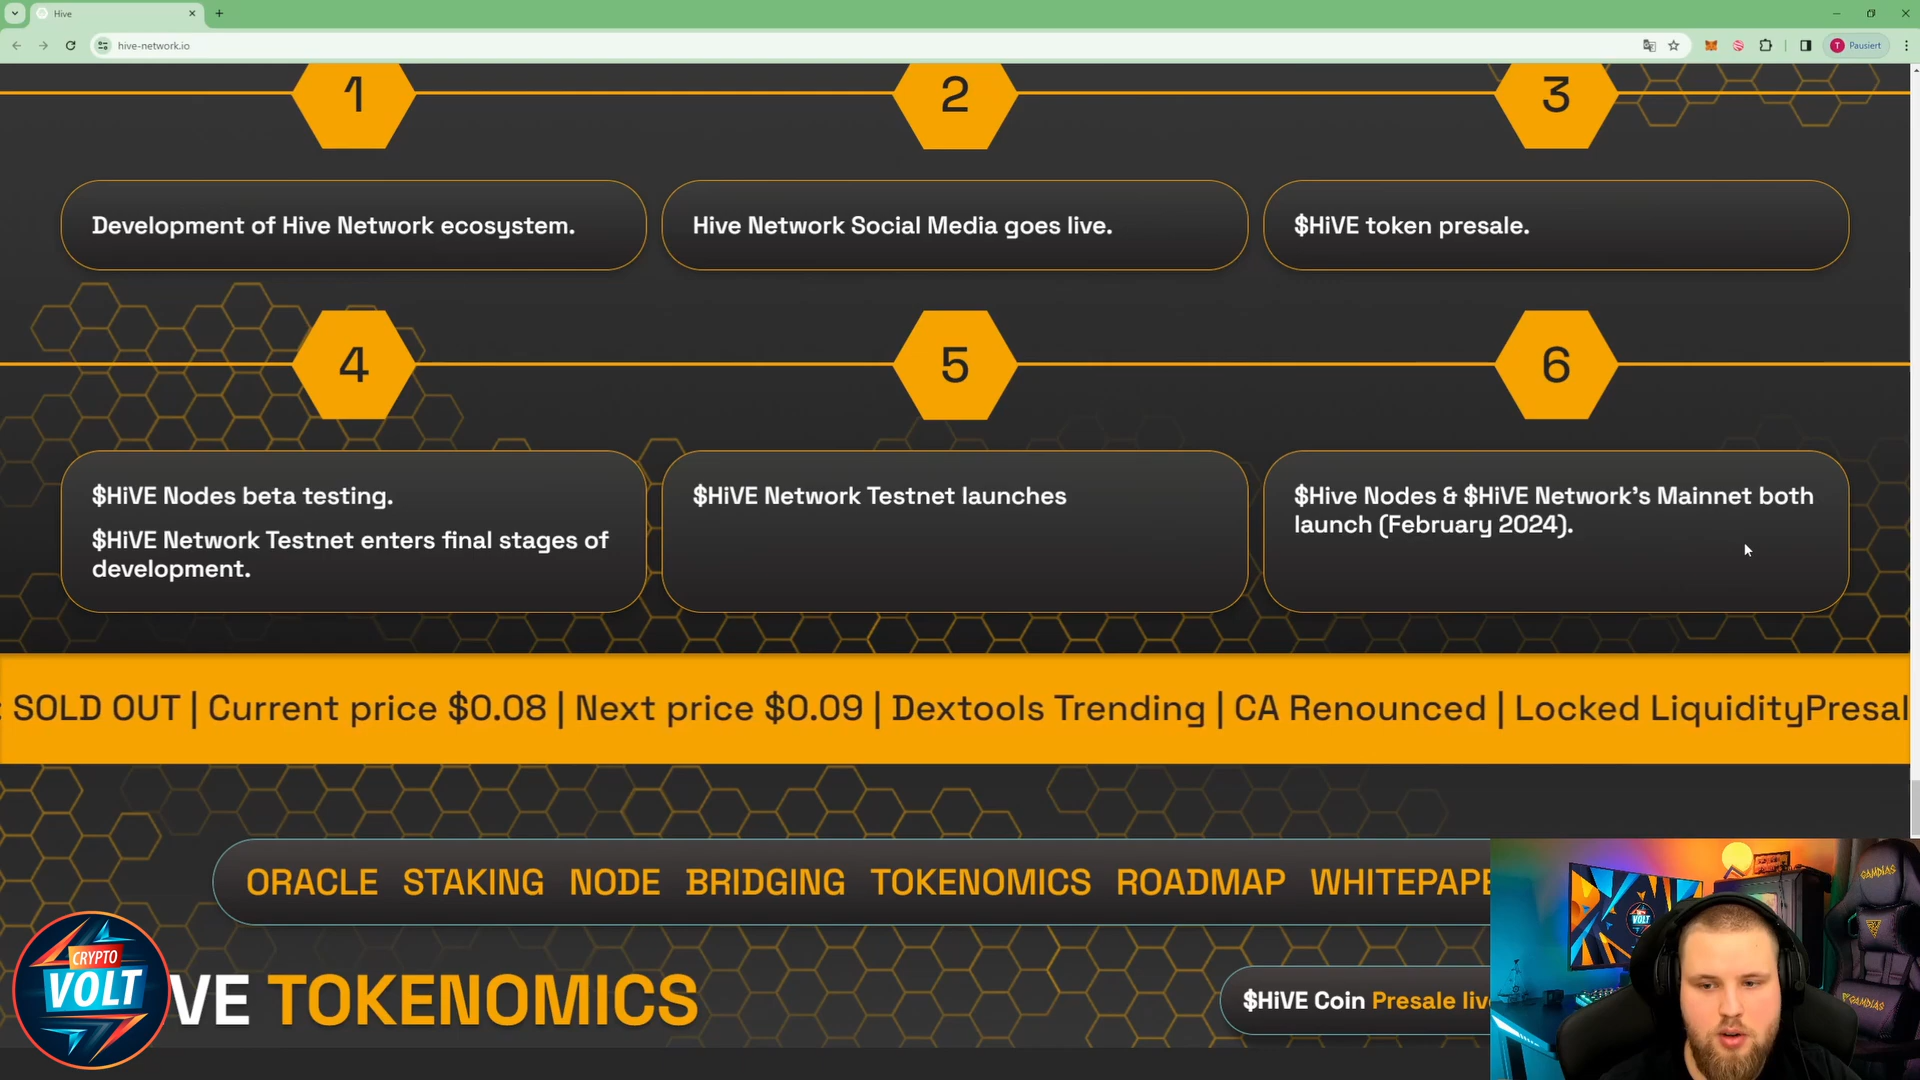 Hive
hive-network.io
T Pausiert
1
2
3
Development of Hive Network ecosystem.
Hive Network Social Media goes live.
$HiVE token presale.
4
5
6
$HiVE Nodes beta testing.
$HiVE Network Testnet enters final stages of
development.
$HiVE Network Testnet launches
$Hive Nodes & $HiVE Network's Mainnet both
launch (February 2024).
: SOLD OUT | Current price $0.08 | Next price $0.09 | Dextools Trending | CA Renounced | Locked LiquidityPresal
ORACLE STAKING NODE BRIDGING TOKENOMICS ROADMAP WHITEPAPE
CRYPTO
VOLT
VE TOKENOMICS
$HiVE Coin Presale live
VOLT
GAMDIAS
GAMDIAS